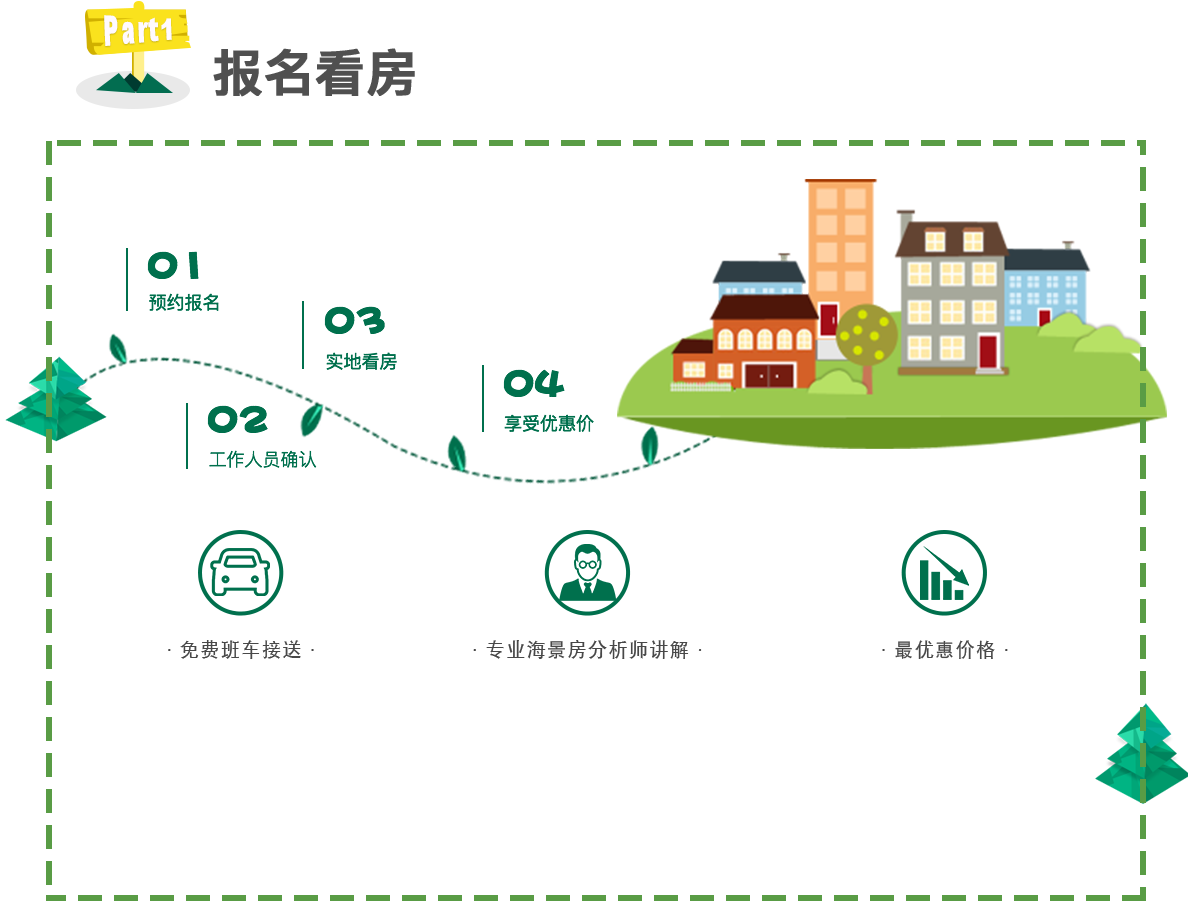 Part1
报名看房
01
预约报名
02
工作人员确认
03
实地看房
04
享受优惠价
· 免费班车接送 ·
· 专业海景房分析师讲解 ·
· 最优惠价格 ·